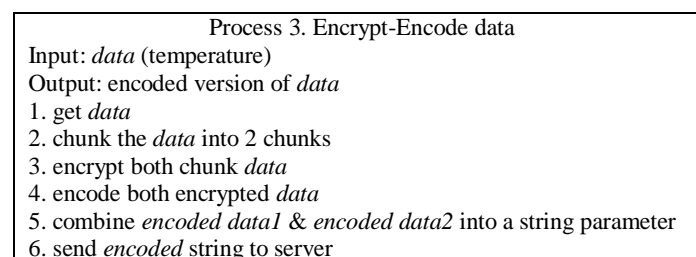 Process 3. Encrypt-Encode data
Input: data (temperature)
Output: encoded version of data
1. get data
2. chunk the data into 2 chunks
3. encrypt both chunk data
4. encode both encrypted data
5. combine encoded data1 & encoded data2 into a string parameter
6. send encoded string to server